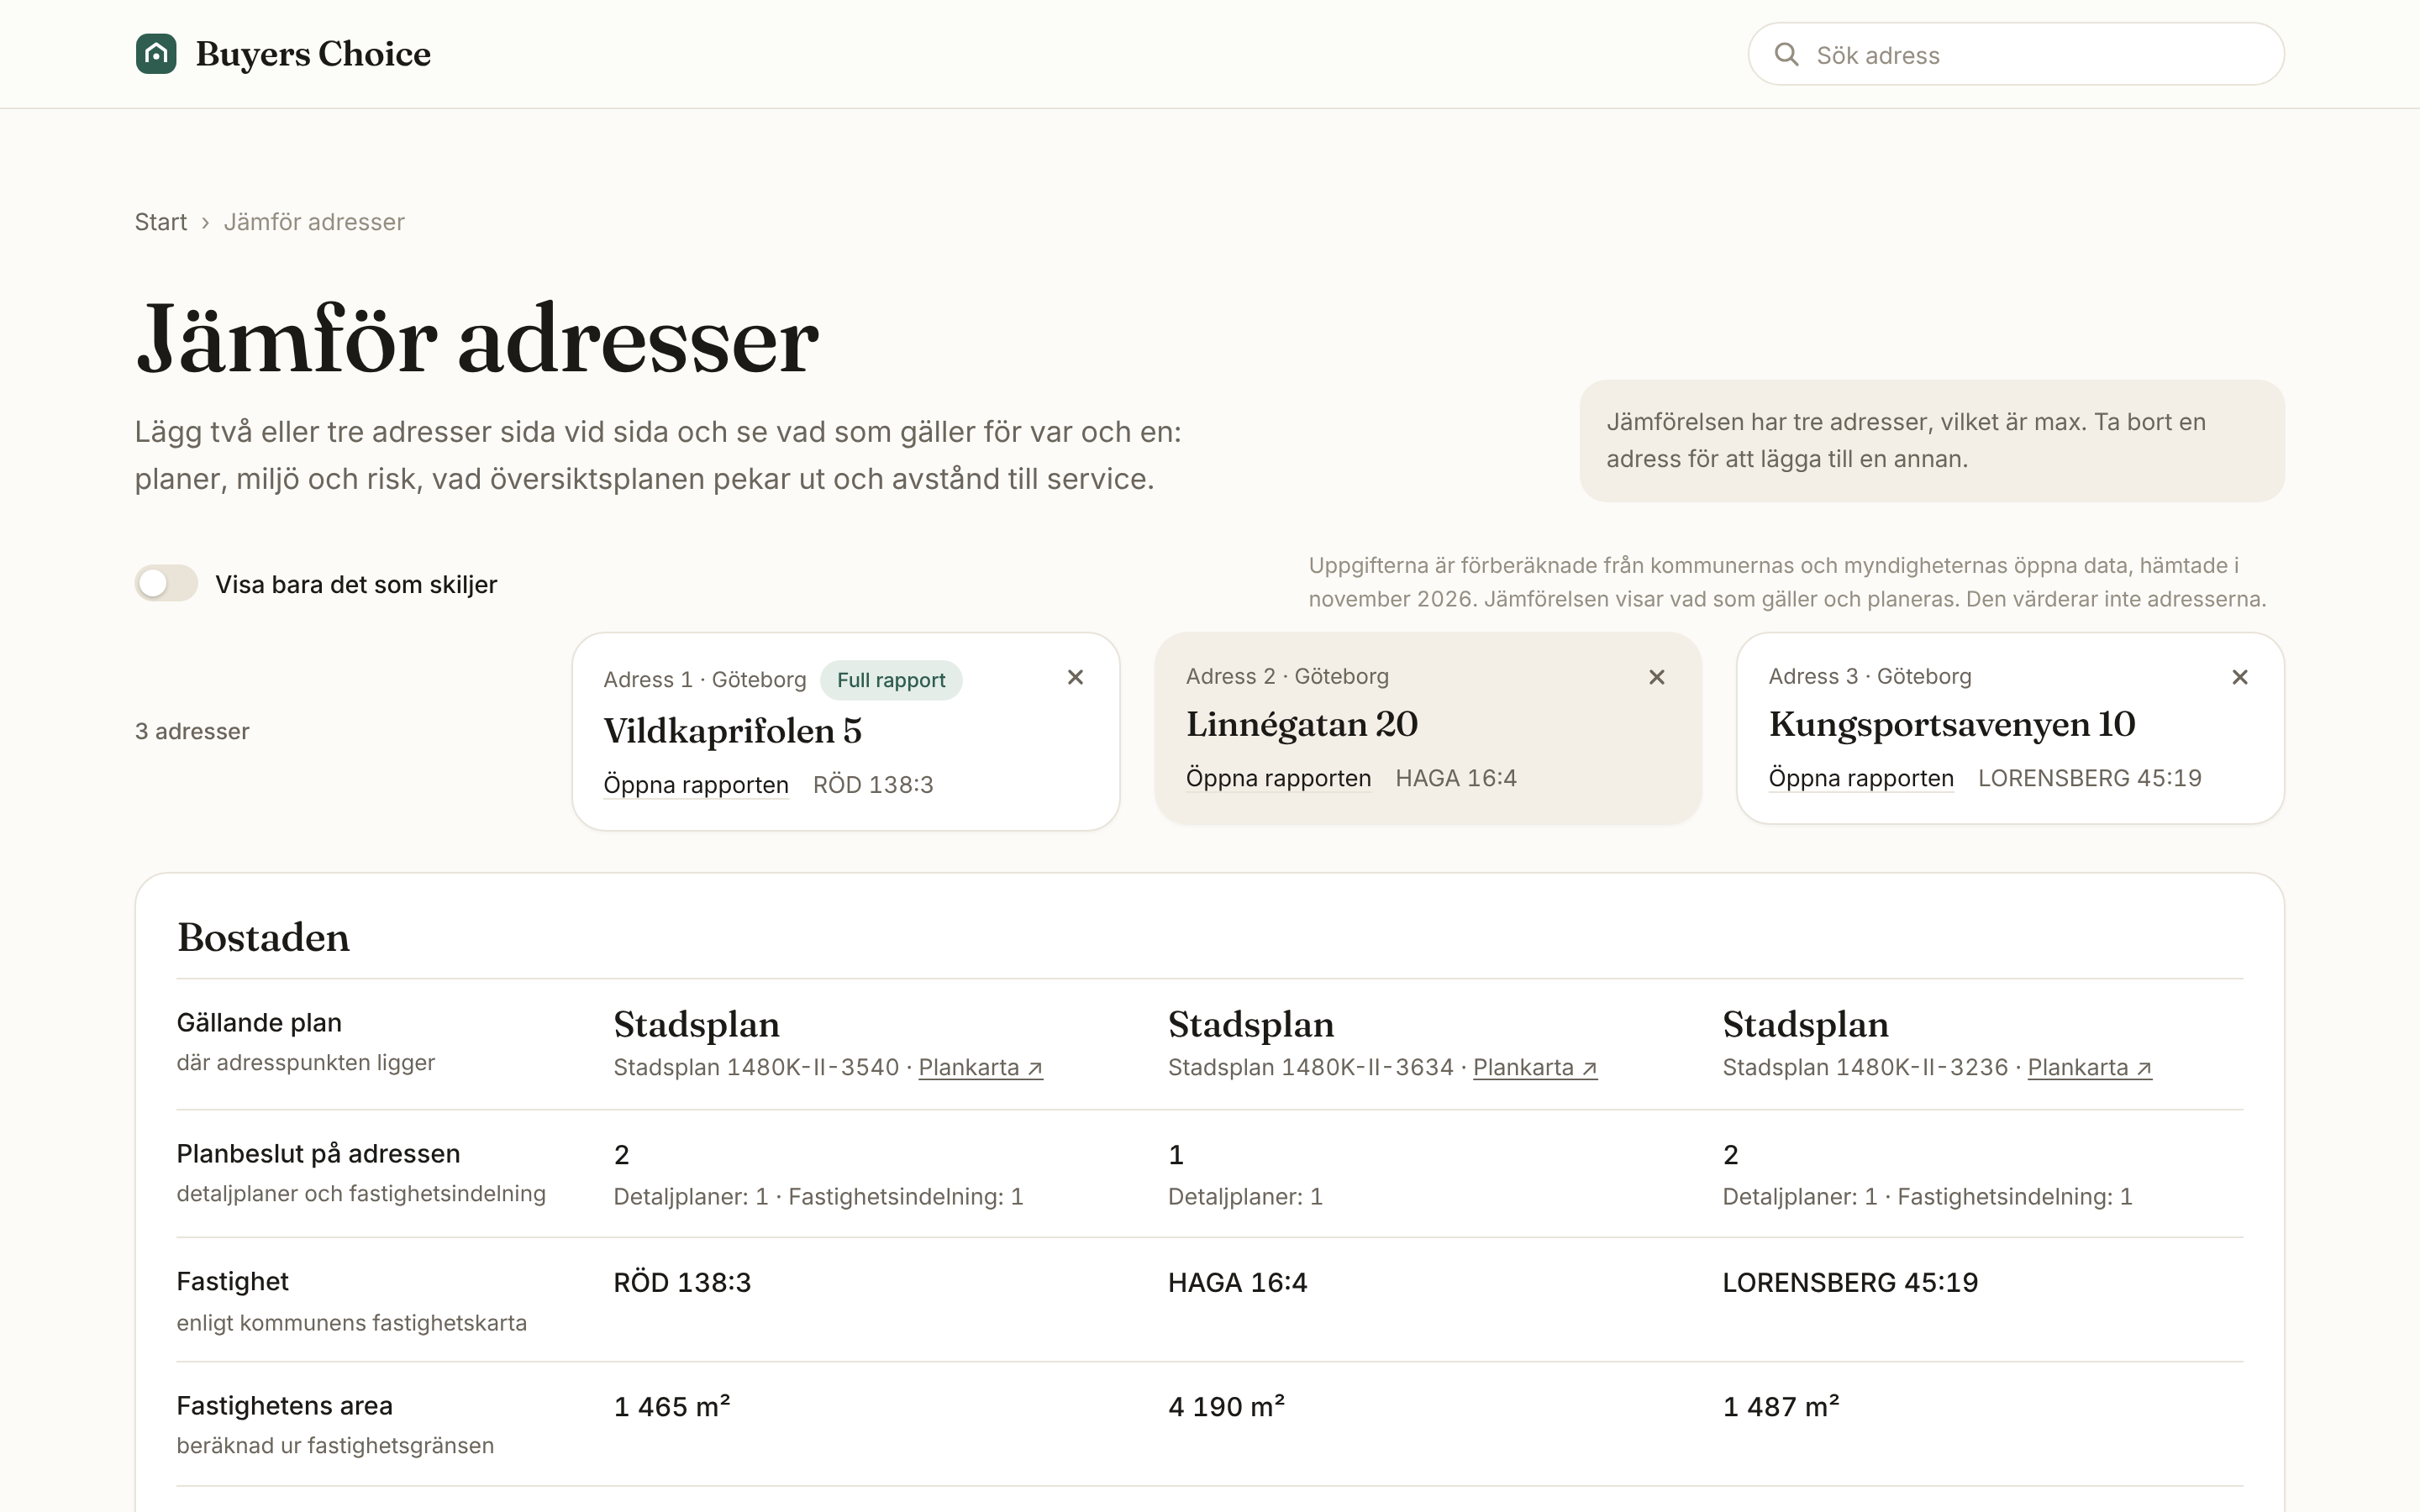 Buyers Choice
Sök adress
Start › Jämför adresser
Jämför adresser
Lägg två eller tre adresser sida vid sida och se vad som gäller för var och en:
planer, miljö och risk, vad översiktsplanen pekar ut och avstånd till service.
Jämförelsen har tre adresser, vilket är max. Ta bort en
adress för att lägga till en annan.
Visa bara det som skiljer
Uppgifterna är förberäknade från kommunernas och myndigheternas öppna data, hämtade i
november 2026. Jämförelsen visar vad som gäller och planeras. Den värderar inte adresserna.
3 adresser
Adress 1 · Göteborg Full rapport
Vildkaprifolen 5
Öppna rapporten RÖD 138:3
Adress 2 · Göteborg
Linnégatan 20
Öppna rapporten HAGA 16:4
Adress 3 · Göteborg
Kungsportsavenyen 10
Öppna rapporten LORENSBERG 45:19
Bostaden
Gällande plan
där adresspunkten ligger
Stadsplan
Stadsplan 1480K-II-3540 · Plankarta ↗
Stadsplan
Stadsplan 1480K-II-3634 · Plankarta ↗
Stadsplan
Stadsplan 1480K-II-3236 · Plankarta ↗
Planbeslut på adressen
detaljplaner och fastighetsindelning
2
Detaljplaner: 1 · Fastighetsindelning: 1
1
Detaljplaner: 1
2
Detaljplaner: 1 · Fastighetsindelning: 1
Fastighet
enligt kommunens fastighetskarta
RÖD 138:3
HAGA 16:4
LORENSBERG 45:19
Fastighetens area
beräknad ur fastighetsgränsen
1 465 m²
4 190 m²
1 487 m²